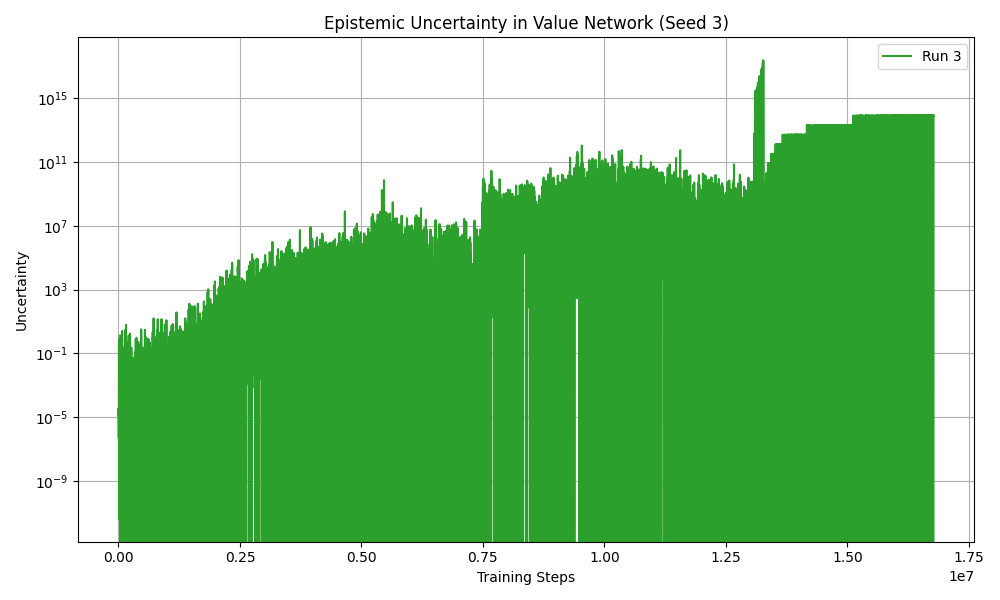 Epistemic Uncertainty in Value Network (Seed 3)
Run 3
Uncertainty
10^15
10^11
10^7
10^3
10^-1
10^-5
10^-9
0.00 0.25 0.50 0.75 1.00 1.25 1.50 1.75
1e7
Training Steps